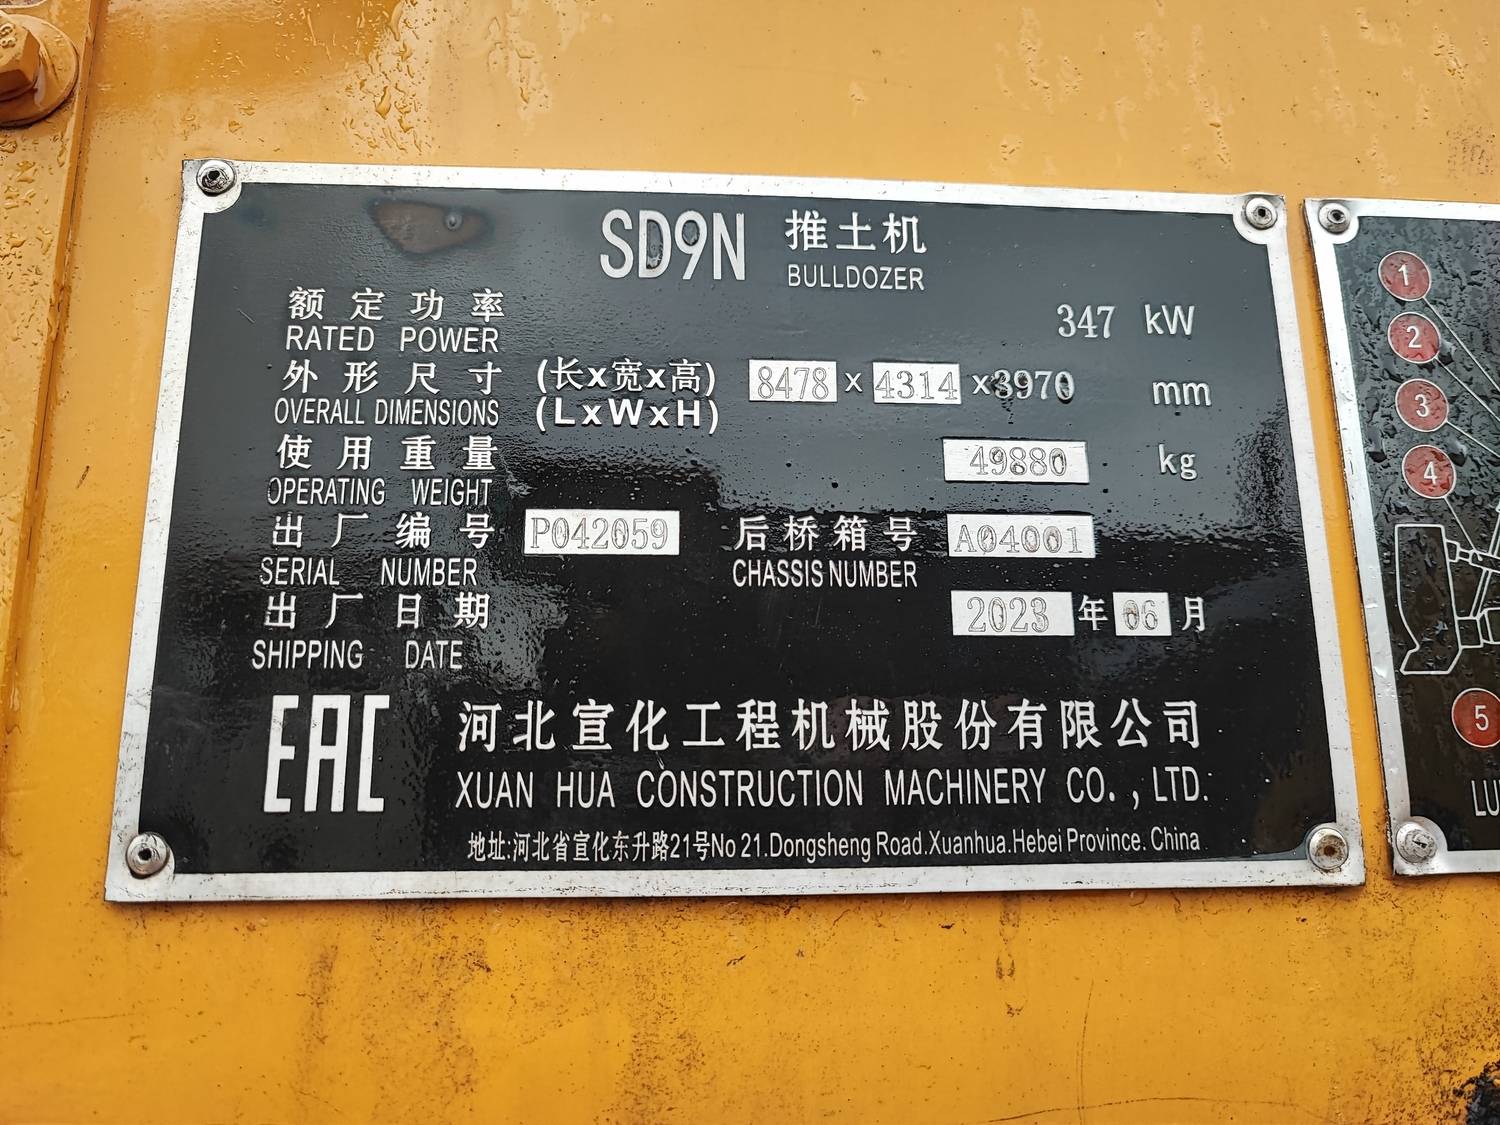 SD9N 推土机
BULLDOZER
额定功率 347 kW
RATED POWER
外形尺寸 (长x宽x高) 8478 x 4314 x 3970 mm
OVERALL DIMENSIONS (LxWxH)
使用重量 49880 kg
OPERATING WEIGHT
出厂编号 P042059 后桥箱号 A04001
SERIAL NUMBER CHASSIS NUMBER
出厂日期 2023 年 06 月
SHIPPING DATE
EAC 河北宣化工程机械股份有限公司
XUAN HUA CONSTRUCTION MACHINERY CO., LTD.
地址:河北省宣化东升路21号No 21.Dongsheng Road.Xuanhua.Hebei Province. China
1
2
3
4
5
LU